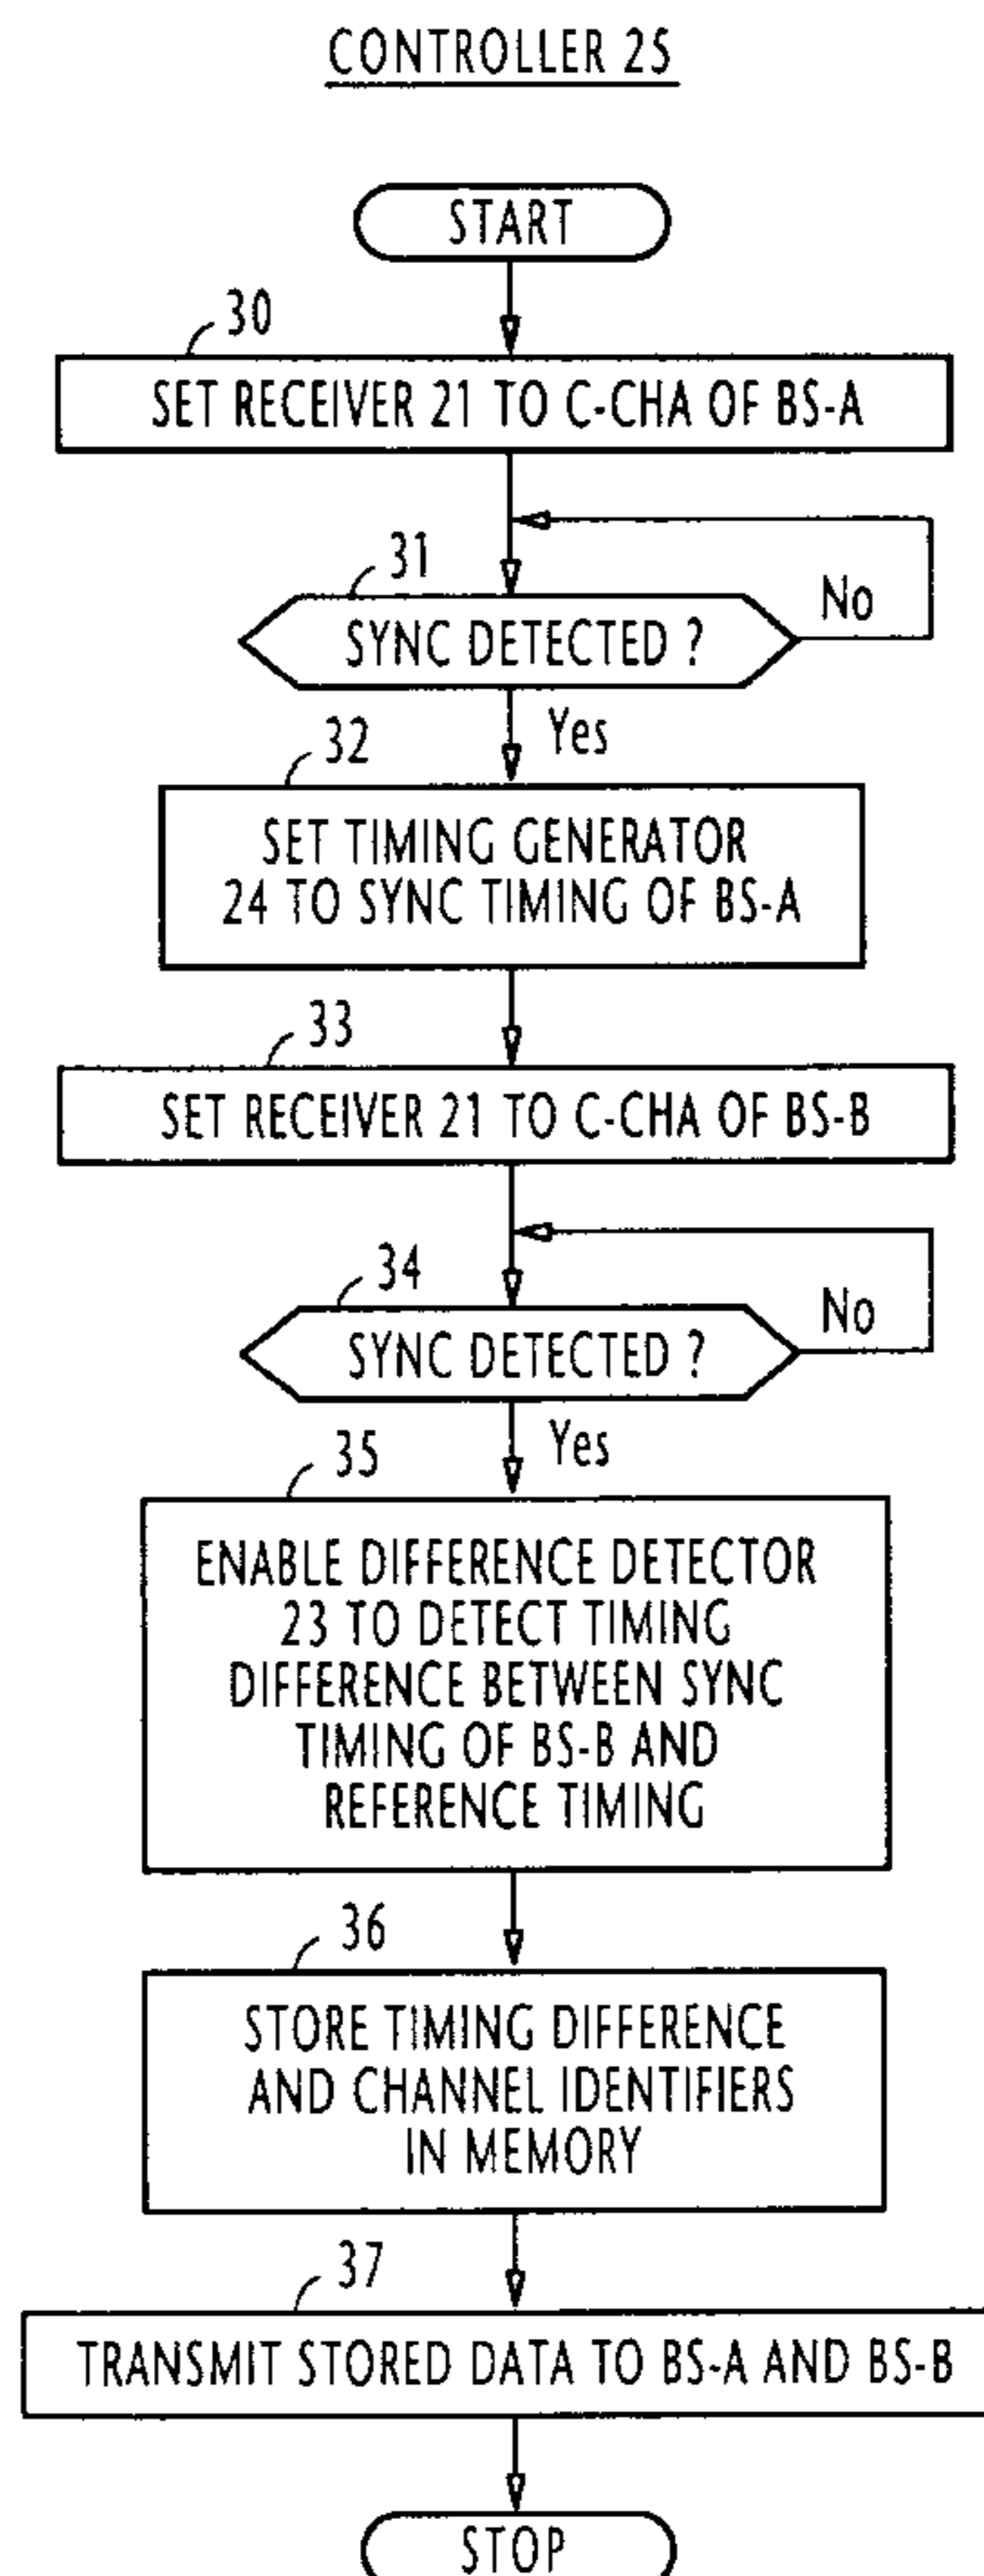 CONTROLLER 25
START
30
SET RECEIVER 21 TO C-CHA OF BS-A
31
No
SYNC DETECTED ?
Yes
32
SET TIMING GENERATOR
24 TO SYNC TIMING OF BS-A
33
SET RECEIVER 21 TO C-CHA OF BS-B
34
No
SYNC DETECTED ?
Yes
35
ENABLE DIFFERENCE DETECTOR
23 TO DETECT TIMING
DIFFERENCE BETWEEN SYNC
TIMING OF BS-B AND
REFERENCE TIMING
36
STORE TIMING DIFFERENCE
AND CHANNEL IDENTIFIERS
IN MEMORY
37
TRANSMIT STORED DATA TO BS-A AND BS-B
STOP